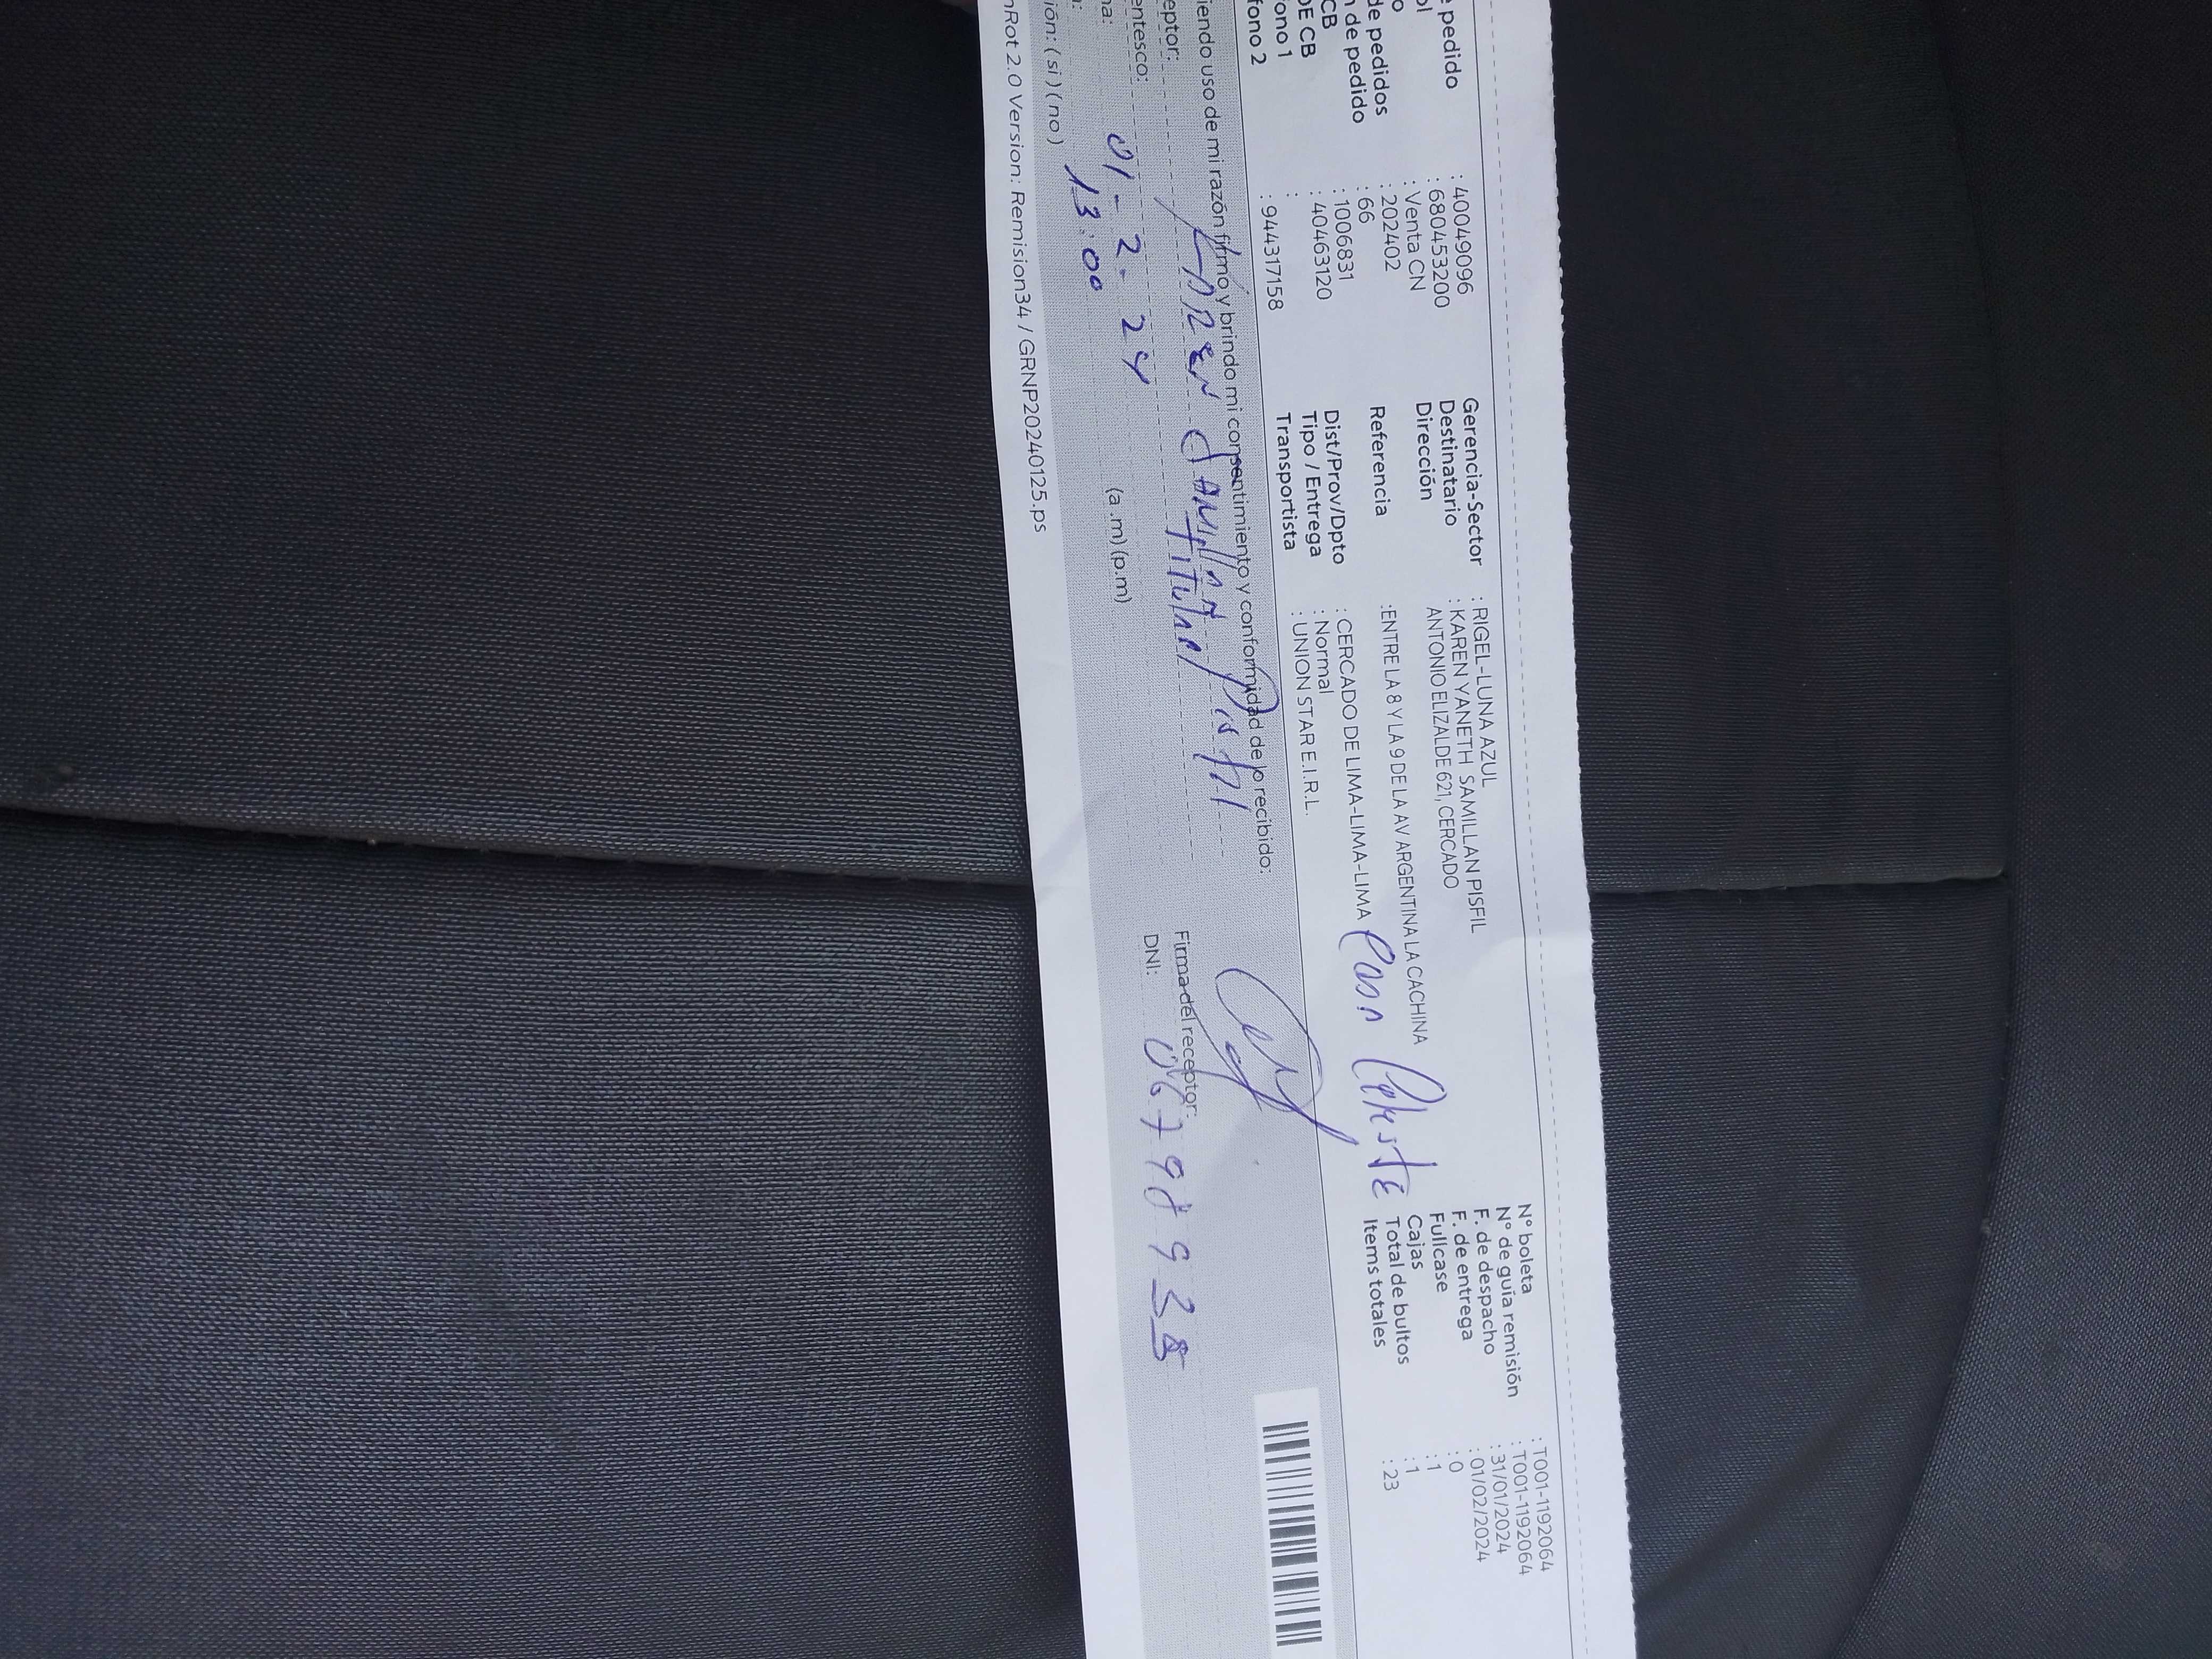 pedido : 40049096
: 680453200
: Venta CN
de pedidos : 202402
de pedido : 66
CB : 1006831
DE CB : 40463120
fono 1 :
fono 2 : 944317158
Gerencia-Sector : RIGEL-LUNA AZUL
Destinatario : KAREN YANETH SAMILLAN PISFIL
Dirección ANTONIO ELIZALDE 621, CERCADO
Referencia :ENTRE LA 8 Y LA 9 DE LA AV ARGENTINA LA CACHINA
Dist/Prov/Dpto : CERCADO DE LIMA-LIMA-LIMA
Tipo / Entrega : Normal
Transportista : UNION STAR E.I.R.L.
Casa Celeste
N° boleta : T001-1192064
N° de guía remisión : T001-1192064
F. de despacho : 31/01/2024
F. de entrega : 01/02/2024
Fullcase : 0
Cajas : 1
Total de bultos : 1
Items totales : 23
iendo uso de mi razón firmo y brindo mi consentimiento y conformidad de lo recibido:
eptor: Karen Samillan Pisfil
entesco: Titular
01-2-24
13:00 (a .m) (p.m)
ión: ( si ) ( no )
Firma del receptor:
DNI:
nRot 2.0 Version: Remision34 / GRNP20240125.ps